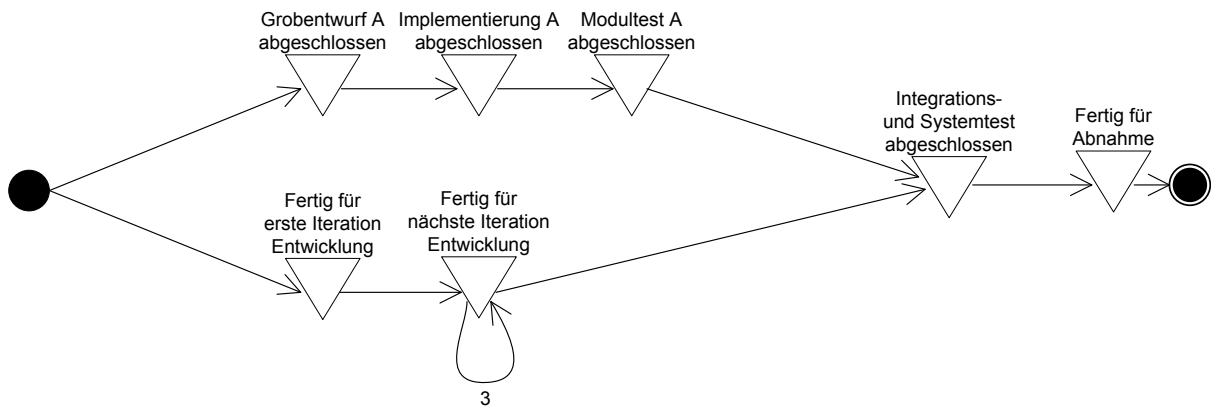 Grobentwurf A
abgeschlossen
Implementierung A
abgeschlossen
Modultest A
abgeschlossen
Integrations-
und Systemtest
abgeschlossen
Fertig für
Abnahme
Fertig für
erste Iteration
Entwicklung
Fertig für
nächste Iteration
Entwicklung
3